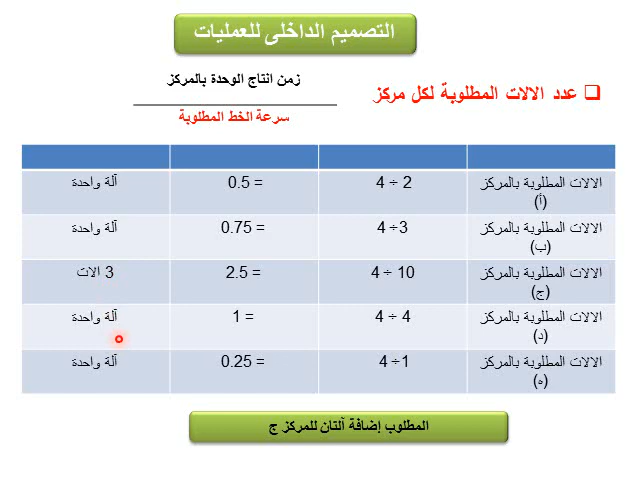 التصميم الداخلى للعمليات
❑ عدد الالات المطلوبة لكل مركز
زمن انتاج الوحدة بالمركز
سرعة الخط المطلوبة
الالات المطلوبة بالمركز (أ) 2 ÷ 4 = 0.5 آلة واحدة
الالات المطلوبة بالمركز (ب) 3÷ 4 = 0.75 آلة واحدة
الالات المطلوبة بالمركز (ج) 10 ÷ 4 = 2.5 3 الات
الالات المطلوبة بالمركز (د) 4 ÷ 4 = 1 آلة واحدة
الالات المطلوبة بالمركز (ه) 1÷ 4 = 0.25 آلة واحدة
المطلوب إضافة آلتان للمركز ج